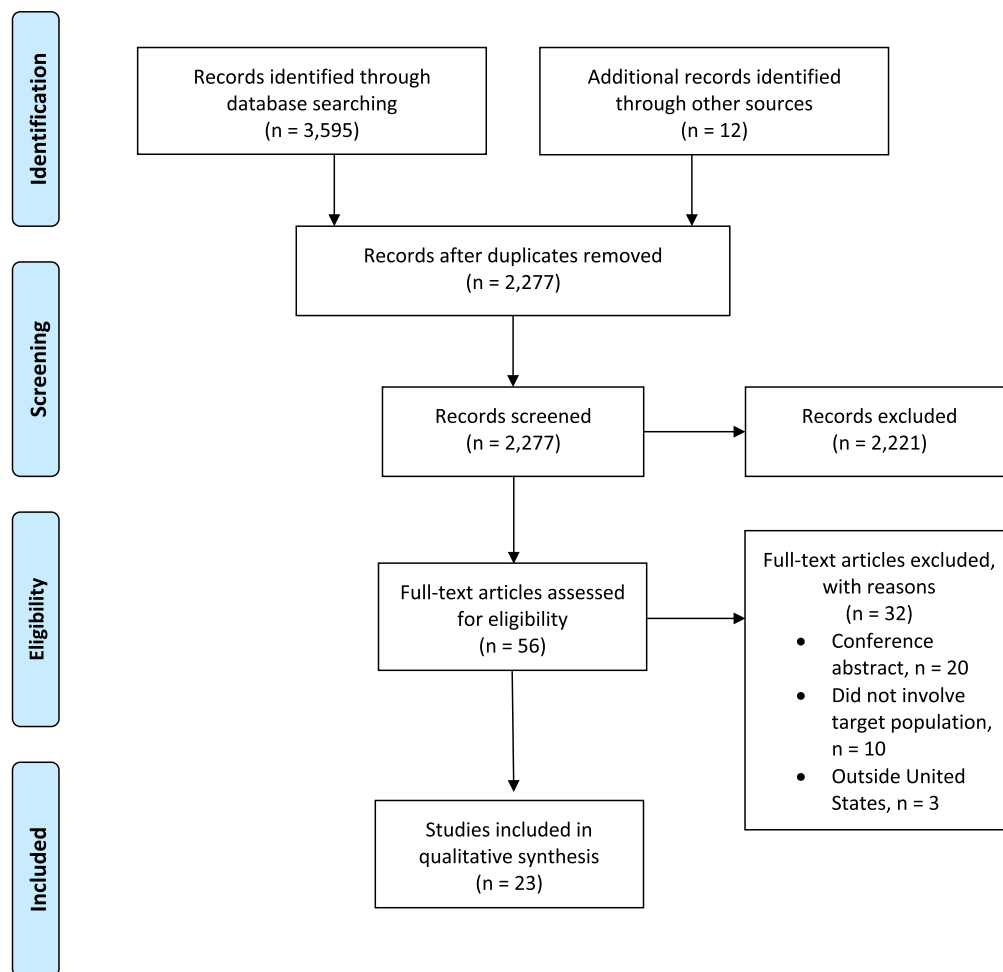 Identification
Records identified through
database searching
(n = 3,595)
Additional records identified
through other sources
(n = 12)
Records after duplicates removed
(n = 2,277)
Screening
Records screened
(n = 2,277)
Records excluded
(n = 2,221)
Eligibility
Full-text articles assessed
for eligibility
(n = 56)
Full-text articles excluded,
with reasons
(n = 32)
• Conference
abstract, n = 20
• Did not involve
target population,
n = 10
• Outside United
States, n = 3
Included
Studies included in
qualitative synthesis
(n = 23)